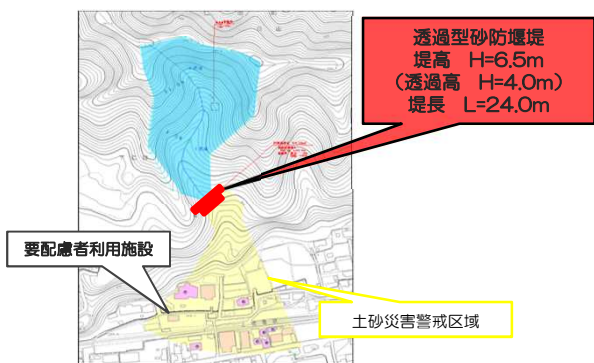 透過型砂防堰堤
堤高 H=6.5m
(透過高 H=4.0m)
堤長 L=24.0m
要配慮者利用施設
土砂災害警戒区域